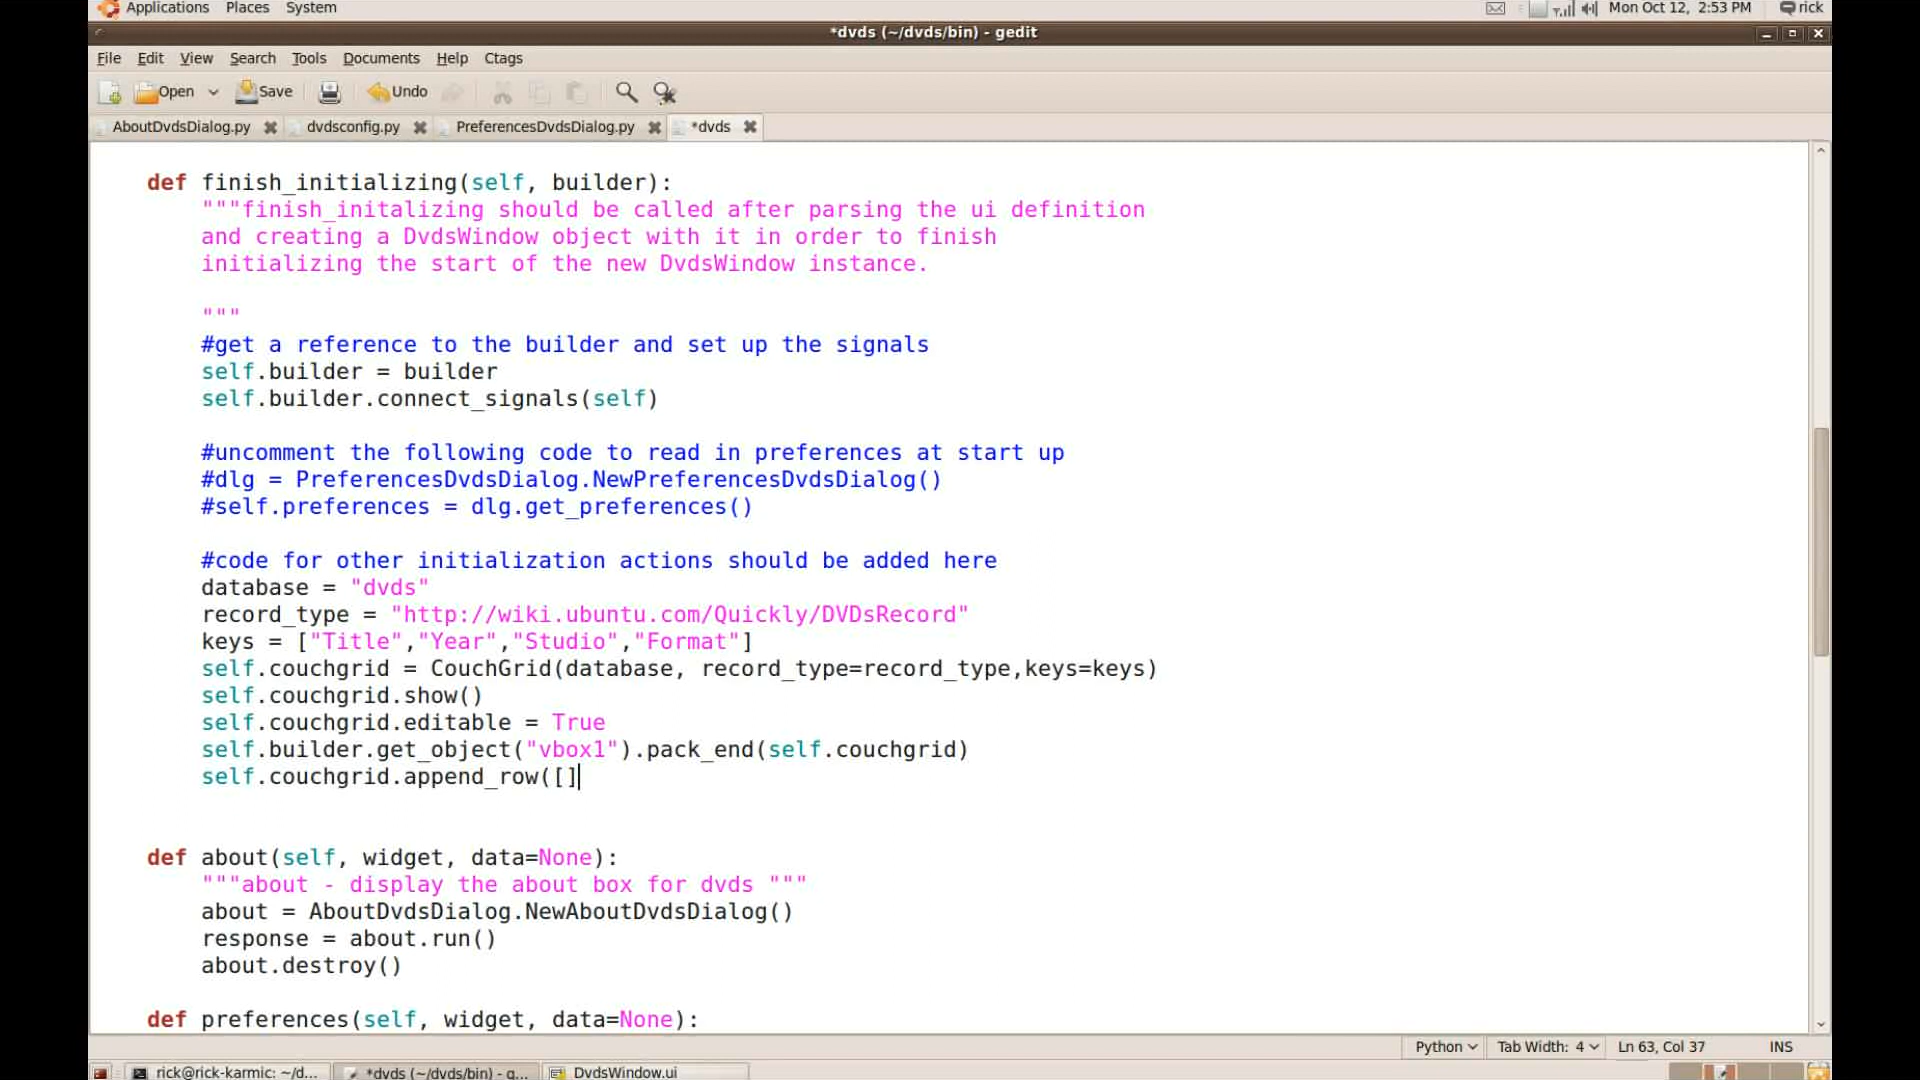 Applications Places System Mon Oct 12, 2:53 PM rick
*dvds (~/dvds/bin) - gedit
File Edit View Search Tools Documents Help Ctags
Open Save Undo
AboutDvdsDialog.py dvdsconfig.py PreferencesDvdsDialog.py *dvds
def finish_initializing(self, builder):
"""finish_initalizing should be called after parsing the ui definition
and creating a DvdsWindow object with it in order to finish
initializing the start of the new DvdsWindow instance.
"""
#get a reference to the builder and set up the signals
self.builder = builder
self.builder.connect_signals(self)
#uncomment the following code to read in preferences at start up
#dlg = PreferencesDvdsDialog.NewPreferencesDvdsDialog()
#self.preferences = dlg.get_preferences()
#code for other initialization actions should be added here
database = "dvds"
record_type = "http://wiki.ubuntu.com/Quickly/DVDsRecord"
keys = ["Title","Year","Studio","Format"]
self.couchgrid = CouchGrid(database, record_type=record_type,keys=keys)
self.couchgrid.show()
self.couchgrid.editable = True
self.builder.get_object("vbox1").pack_end(self.couchgrid)
self.couchgrid.append_row([]
def about(self, widget, data=None):
"""about - display the about box for dvds """
about = AboutDvdsDialog.NewAboutDvdsDialog()
response = about.run()
about.destroy()
def preferences(self, widget, data=None):
Python Tab Width: 4 Ln 63, Col 37 INS
rick@rick-karmic: ~/d... *dvds (~/dvds/bin) - g... DvdsWindow.ui